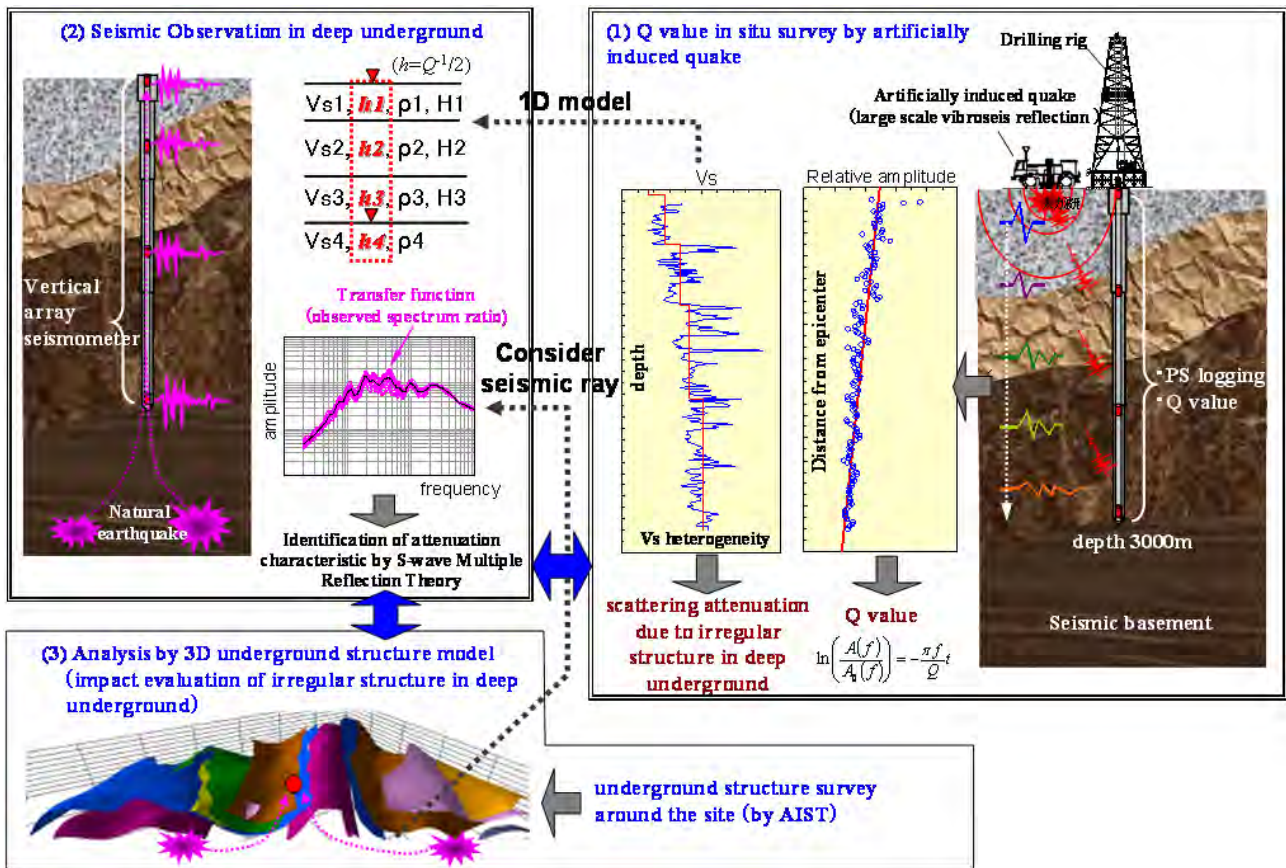 (2) Seismic Observation in deep underground
(h=Q⁻¹/2)
Vs1, h1, ρ1, H1
Vs2, h2, ρ2, H2
Vs3, h3, ρ3, H3
Vs4, h4, ρ4
Vertical
array
seismometer
Transfer function
(observed spectrum ratio)
amplitude
frequency
Natural
earthquake
Identification of attenuation
characteristic by S-wave Multiple
Reflection Theory
1D model
Consider
seismic ray
(1) Q value in situ survey by artificially
induced quake
Drilling rig
Artificially induced quake
(large scale vibroseis reflection )
Vs
depth
Vs heterogeneity
Relative amplitude
Distance from epicenter
PS logging
Q value
depth 3000m
Seismic basement
scattering attenuation
due to irregular
structure in deep
underground
Q value
ln(A(f)/A₀(f)) = -πf/Q t
(3) Analysis by 3D underground structure model
(impact evaluation of irregular structure in deep
underground)
underground structure survey
around the site (by AIST)